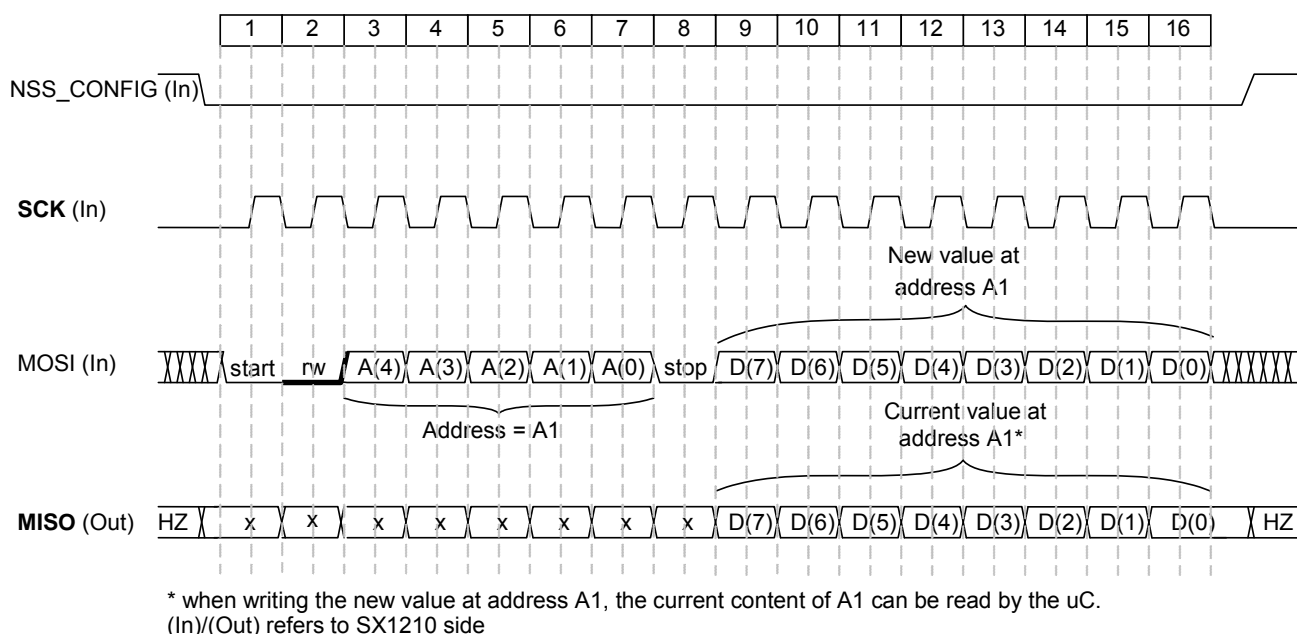 1 2 3 4 5 6 7 8 9 10 11 12 13 14 15 16
NSS_CONFIG (In)
SCK (In)
New value at
address A1
MOSI (In) start rw A(4) A(3) A(2) A(1) A(0) stop D(7) D(6) D(5) D(4) D(3) D(2) D(1) D(0)
Address = A1
Current value at
address A1*
MISO (Out) HZ x x x x x x x x D(7) D(6) D(5) D(4) D(3) D(2) D(1) D(0) HZ
* when writing the new value at address A1, the current content of A1 can be read by the uC.
(In)/(Out) refers to SX1210 side